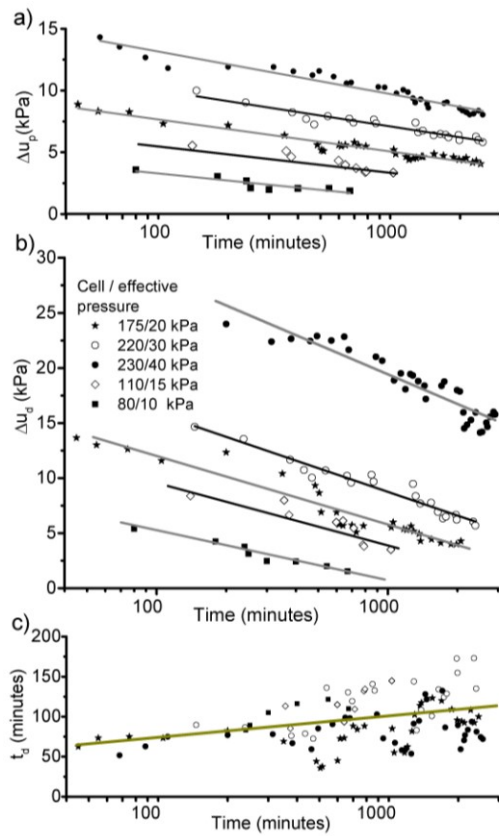 a)
15
10
5
0
Δu_p(kPa)
100
1000
Time (minutes)
b)
30
25
20
15
10
5
0
Δu_d (kPa)
Cell / effective
pressure
175/20 kPa
220/30 kPa
230/40 kPa
110/15 kPa
80/10 kPa
100
1000
Time (minutes)
c)
200
150
100
50
0
t_d (minutes)
100
1000
Time (minutes)